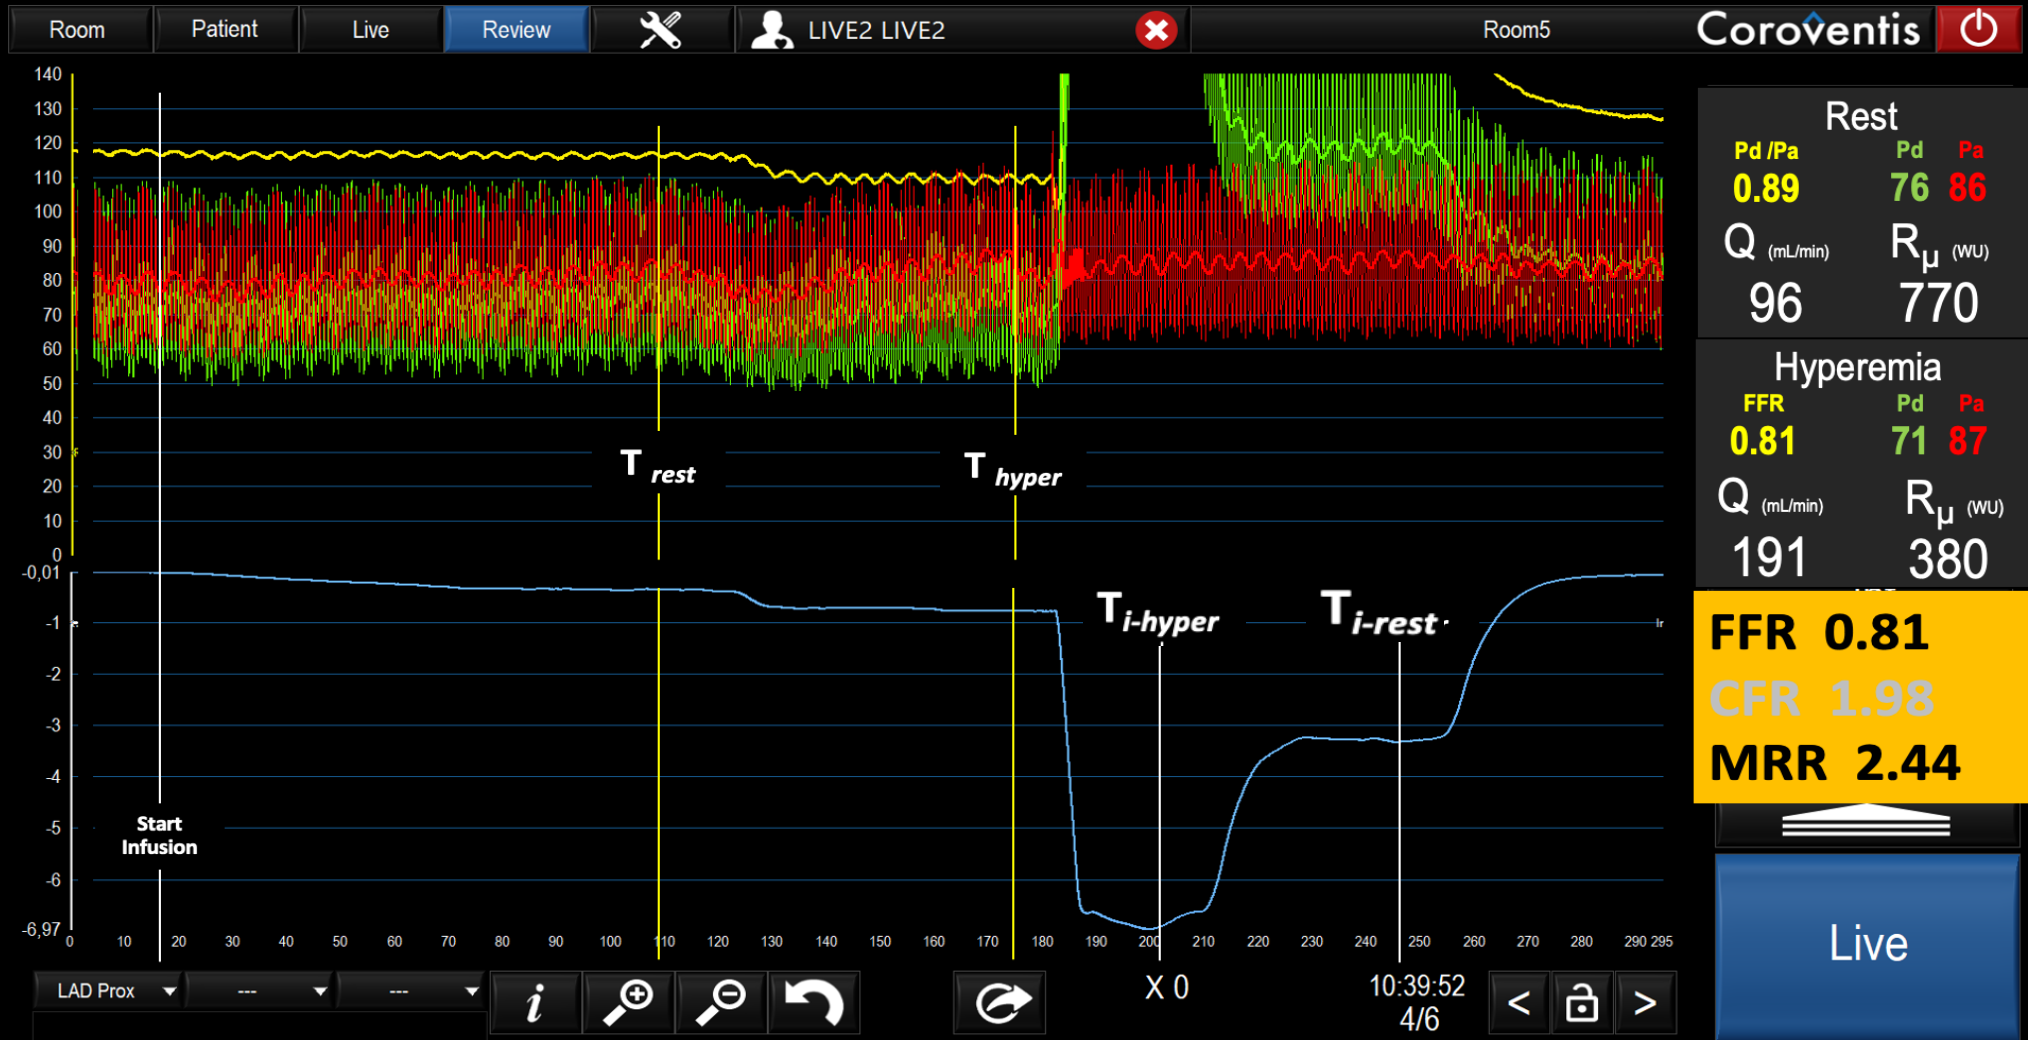 Room Patient Live Review LIVE2 LIVE2 Room5 Coroventis
140
130
120
110
100
90
80
70
60
50
40
30
20
10
0
T rest
T hyper
-0,01
-1
-2
-3
-4
-5
-6
-6,97
T i-hyper
T i-rest
Start
Infusion
0 10 20 30 40 50 60 70 80 90 100 110 120 130 140 150 160 170 180 190 200 210 220 230 240 250 260 270 280 290 295
Rest
Pd /Pa Pd Pa
0.89 76 86
Q (mL/min) Rμ (WU)
96 770
Hyperemia
FFR Pd Pa
0.81 71 87
Q (mL/min) Rμ (WU)
191 380
FFR 0.81
CFR 1.98
MRR 2.44
Live
LAD Prox --- --- i X 0 10:39:52 < >
4/6